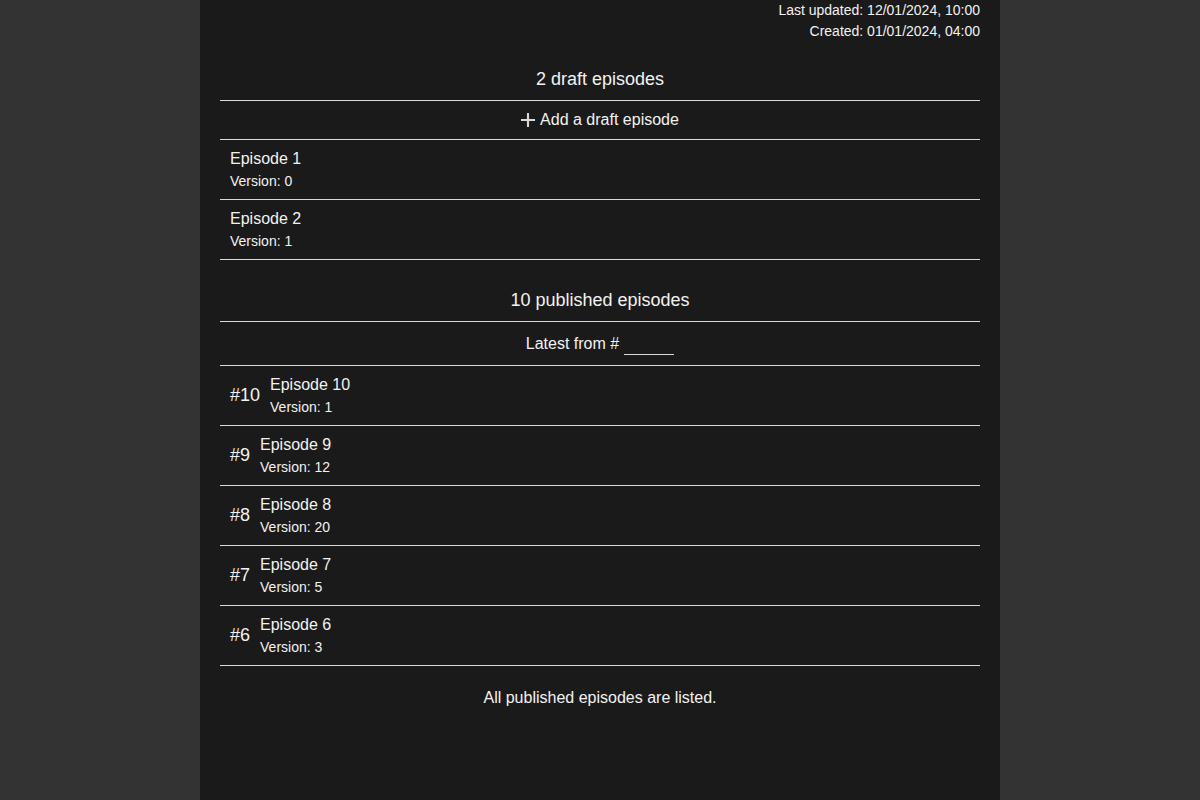 Last updated: 12/01/2024, 10:00
Created: 01/01/2024, 04:00
2 draft episodes
Add a draft episode
Episode 1
Version: 0
Episode 2
Version: 1
10 published episodes
Latest from #
#10
Episode 10
Version: 1
#9
Episode 9
Version: 12
#8
Episode 8
Version: 20
#7
Episode 7
Version: 5
#6
Episode 6
Version: 3
All published episodes are listed.